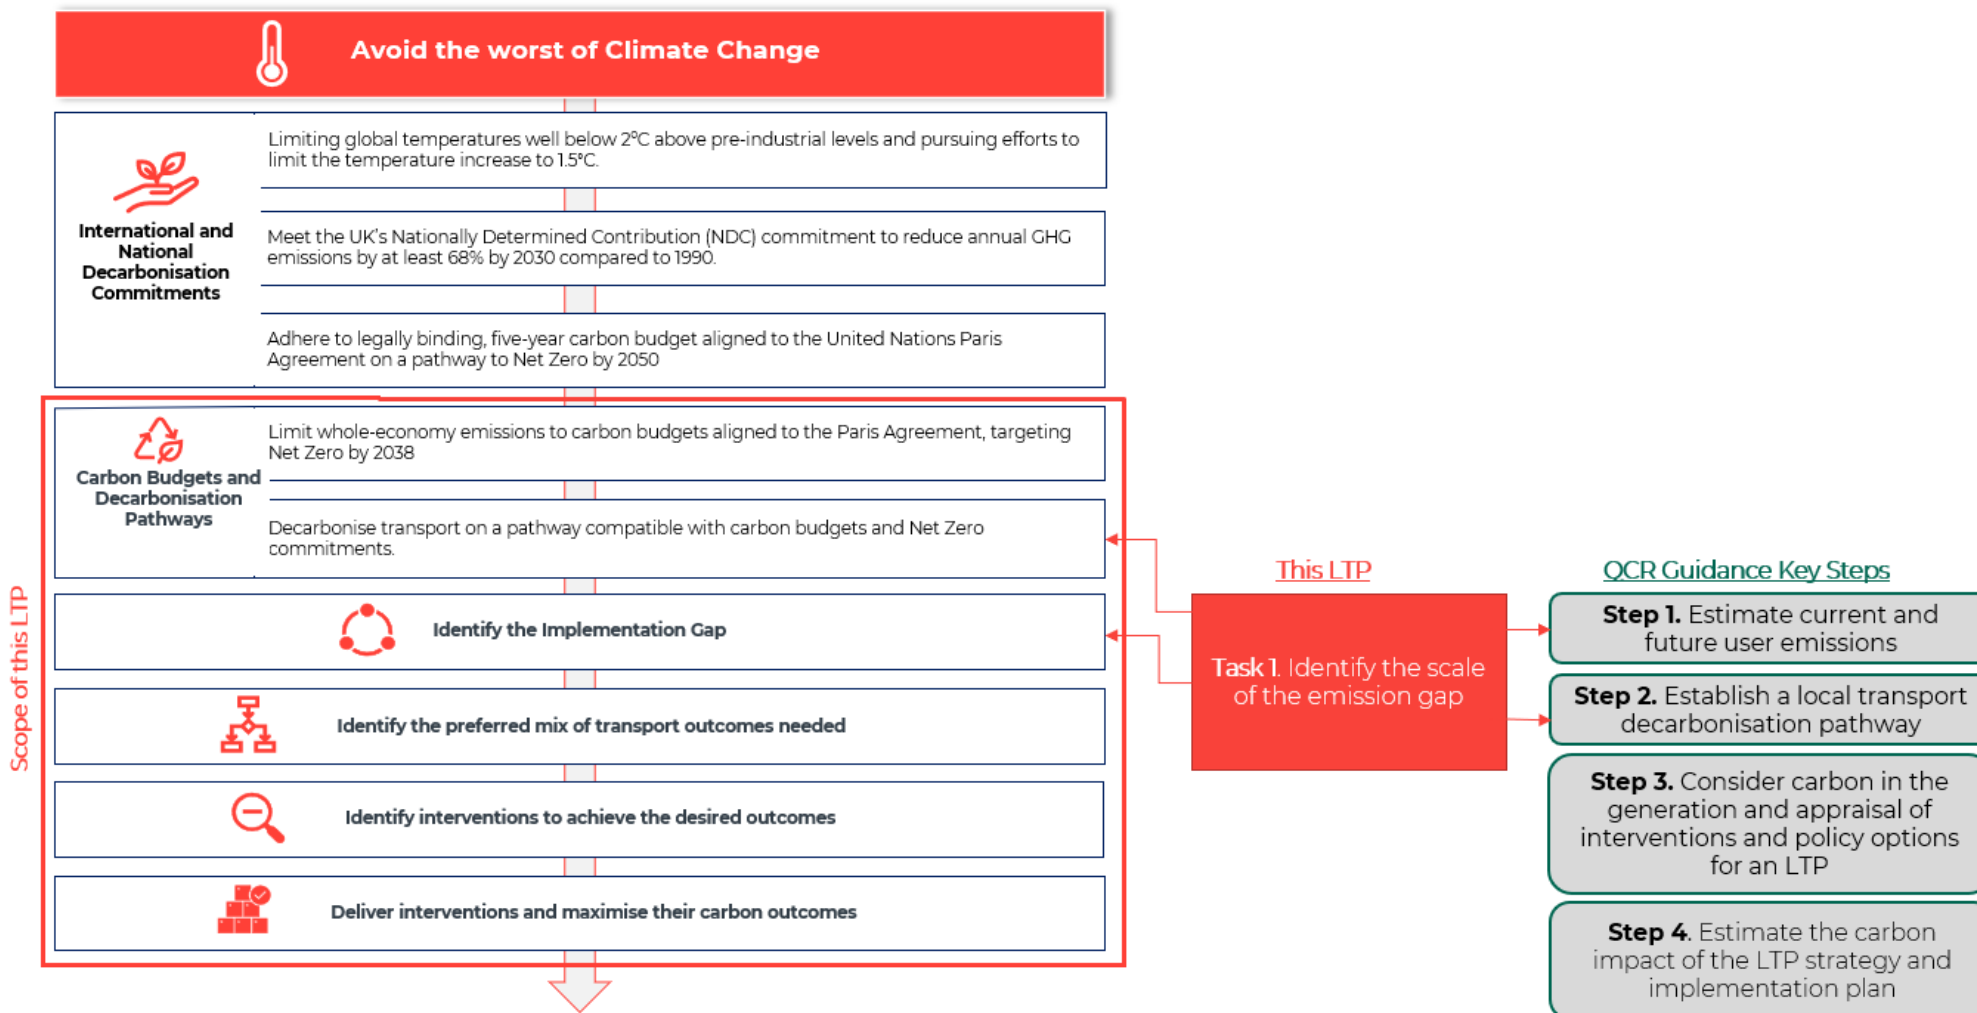 Avoid the worst of Climate Change
International and
National
Decarbonisation
Commitments
Limiting global temperatures well below 2⁰C above pre-industrial levels and pursuing efforts to
limit the temperature increase to 1.5°C.
Meet the UK's Nationally Determined Contribution (NDC) commitment to reduce annual GHG
emissions by at least 68% by 2030 compared to 1990.
Adhere to legally binding, five-year carbon budget aligned to the United Nations Paris
Agreement on a pathway to Net Zero by 2050
Scope of this LTP
Carbon Budgets and
Decarbonisation
Pathways
Limit whole-economy emissions to carbon budgets aligned to the Paris Agreement, targeting
Net Zero by 2038
Decarbonise transport on a pathway compatible with carbon budgets and Net Zero
commitments.
Identify the Implementation Gap
Identify the preferred mix of transport outcomes needed
Identify interventions to achieve the desired outcomes
Deliver interventions and maximise their carbon outcomes
This LTP
Task 1. Identify the scale
of the emission gap
QCR Guidance Key Steps
Step 1. Estimate current and
future user emissions
Step 2. Establish a local transport
decarbonisation pathway
Step 3. Consider carbon in the
generation and appraisal of
interventions and policy options
for an LTP
Step 4. Estimate the carbon
impact of the LTP strategy and
implementation plan